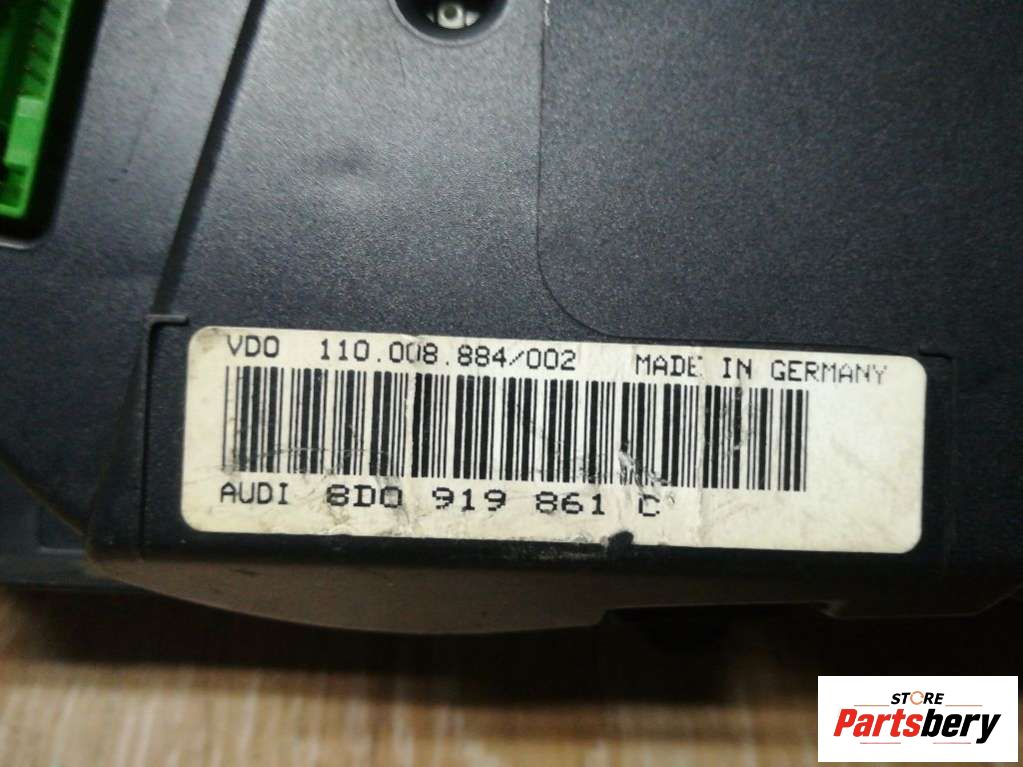 VDO 110.008.884/002 MADE IN GERMANY
AUDI 8D0 919 861 C
STORE
Partsbery